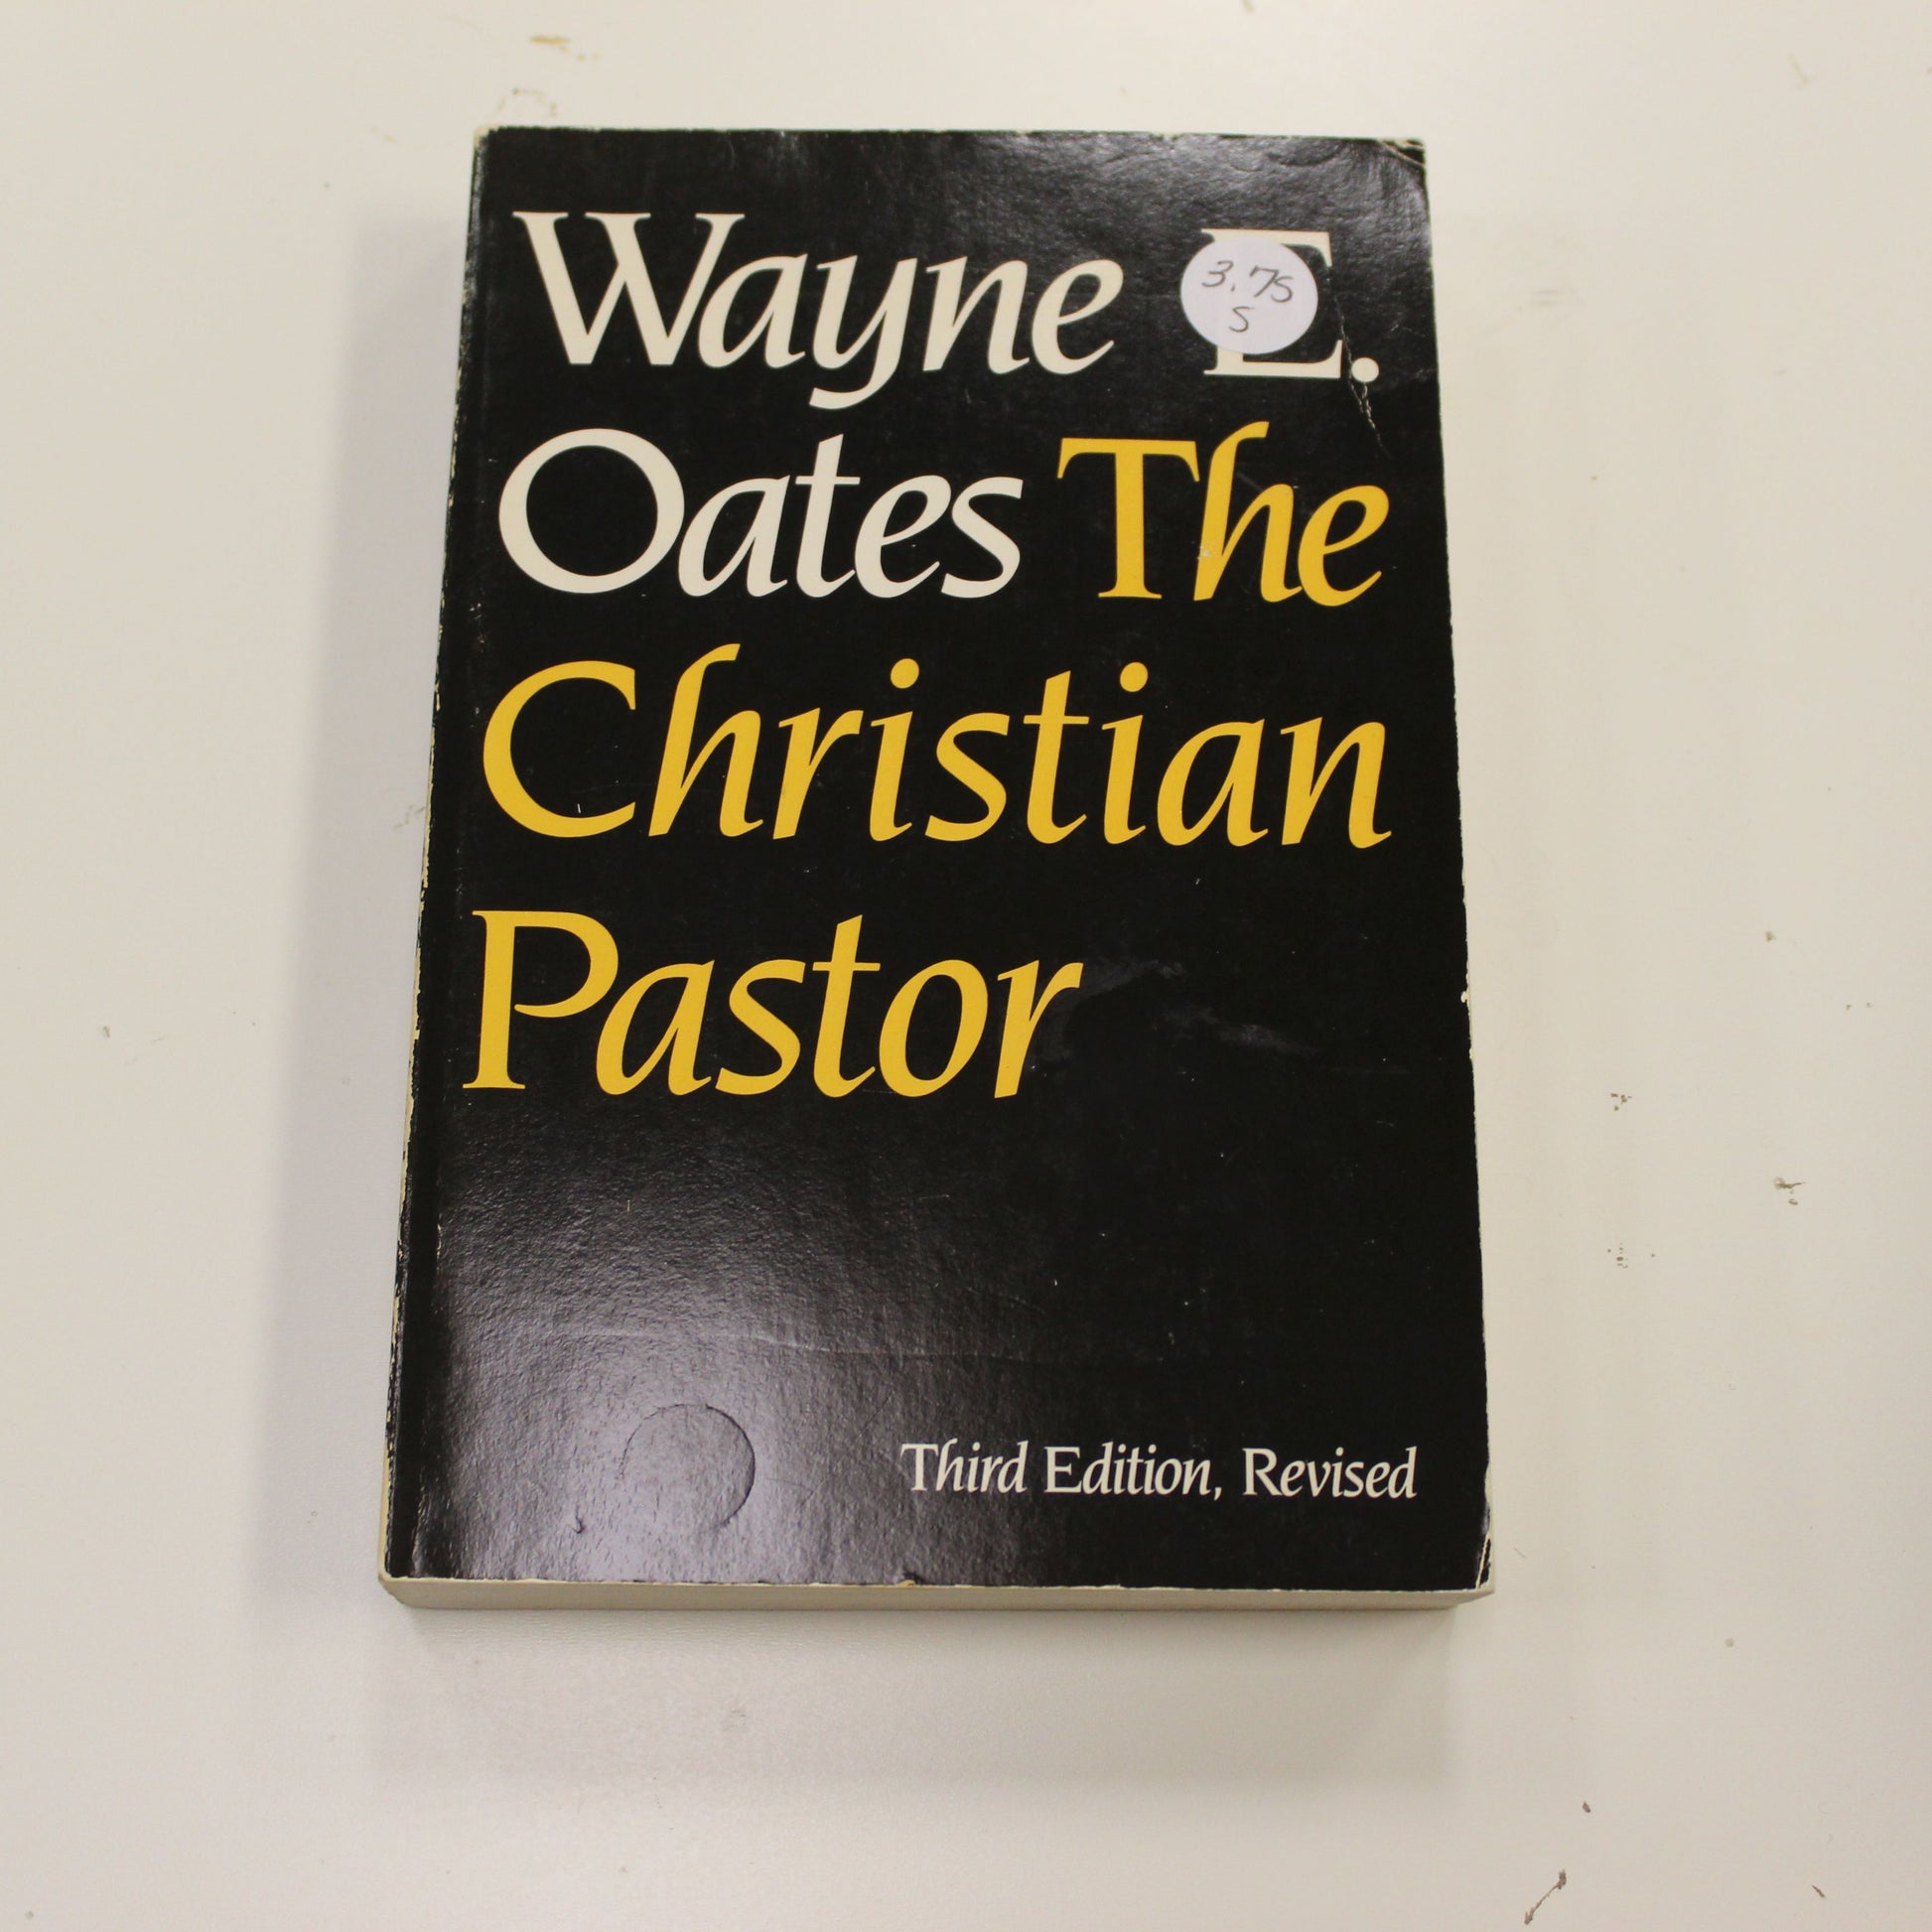 Wayne E.
3.75
S
Oates The
Christian
Pastor
Third Edition, Revised